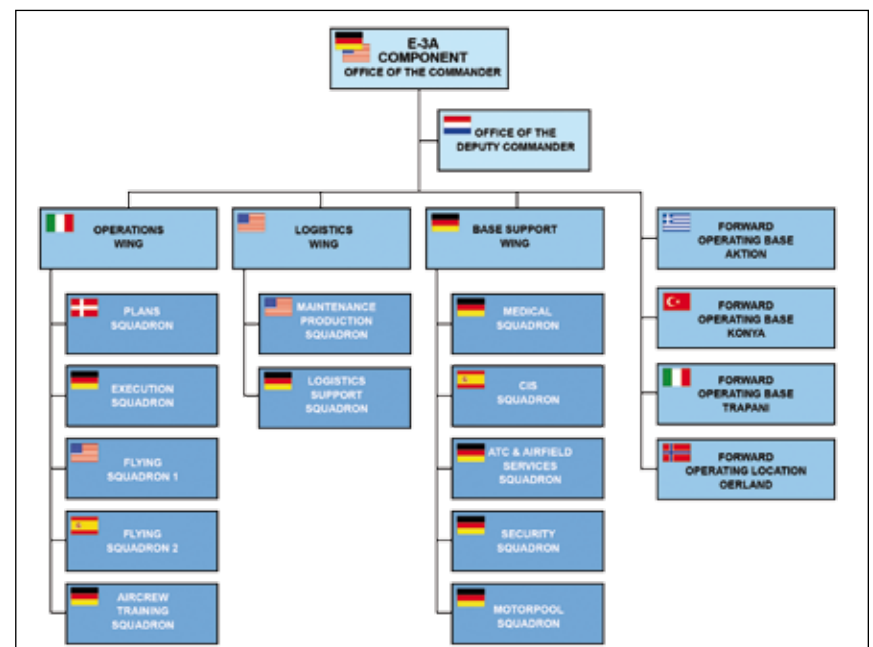 E-3A
COMPONENT
OFFICE OF THE COMMANDER
OFFICE OF THE
DEPUTY COMMANDER
OPERATIONS
WING
PLANS
SQUADRON
EXECUTION
SQUADRON
FLYING
SQUADRON 1
FLYING
SQUADRON 2
AIRCREW
TRAINING
SQUADRON
LOGISTICS
WING
MAINTENANCE
PRODUCTION
SQUADRON
LOGISTICS
SUPPORT
SQUADRON
BASE SUPPORT
WING
MEDICAL
SQUADRON
CIS
SQUADRON
ATC & AIRFIELD
SERVICES
SQUADRON
SECURITY
SQUADRON
MOTORPOOL
SQUADRON
FORWARD
OPERATING BASE
AKTION
FORWARD
OPERATING BASE
KONYA
FORWARD
OPERATING BASE
TRAPANI
FORWARD
OPERATING LOCATION
OERLAND